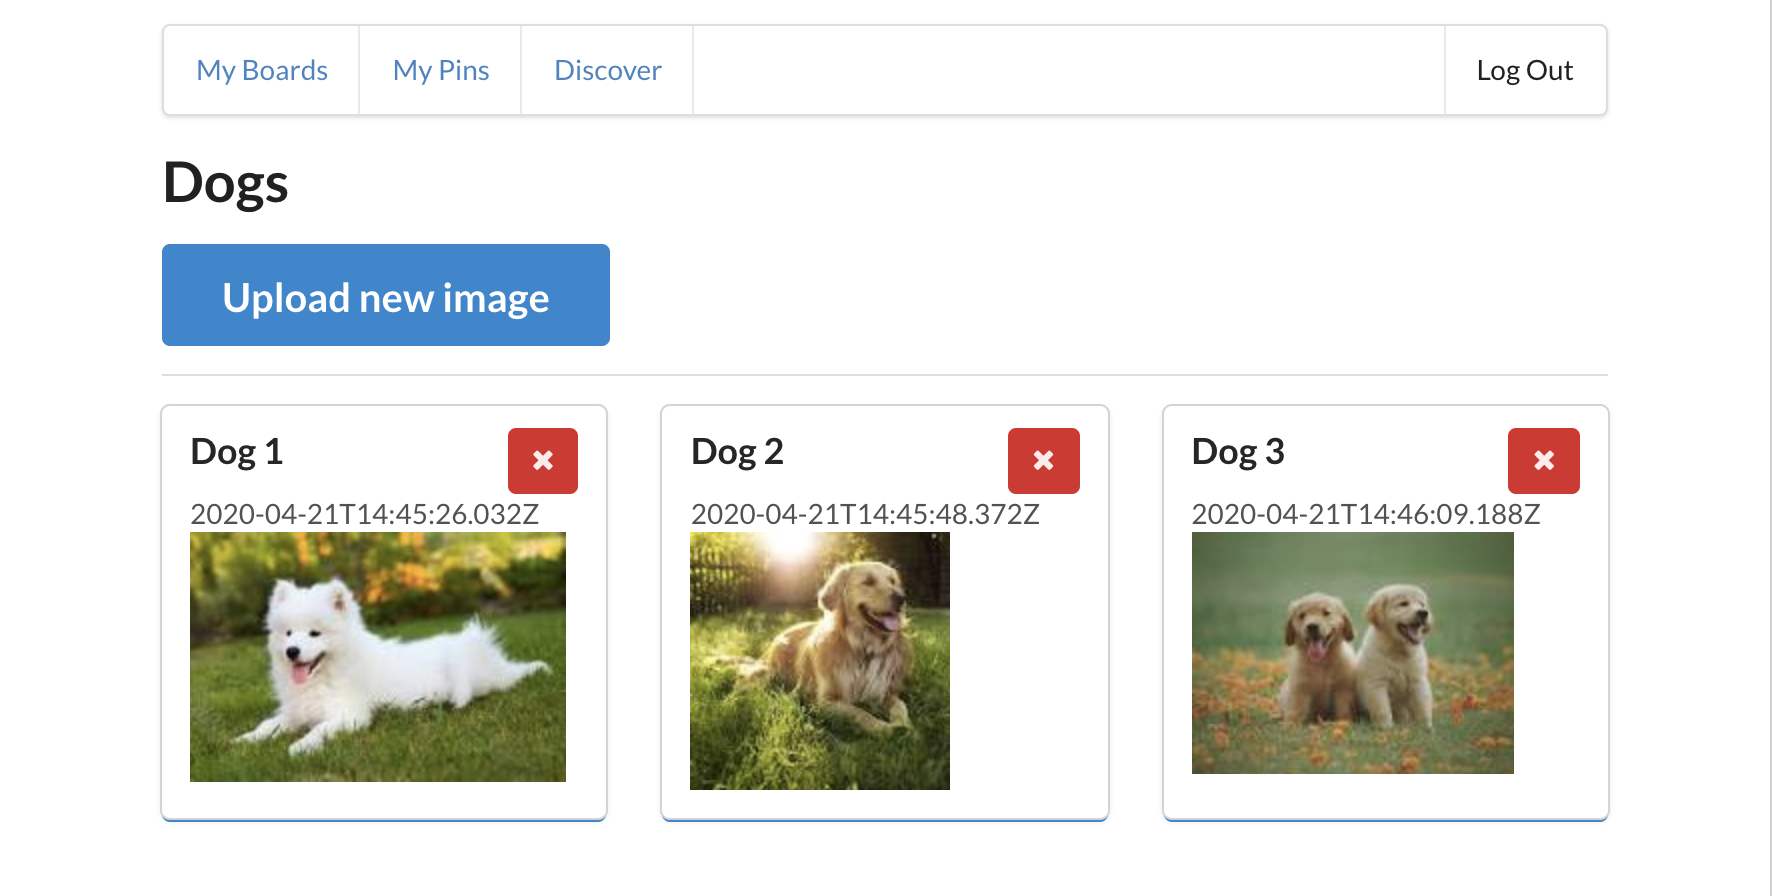 My Boards My Pins Discover Log Out
Dogs
Upload new image
Dog 1
2020-04-21T14:45:26.032Z
Dog 2
2020-04-21T14:45:48.372Z
Dog 3
2020-04-21T14:46:09.188Z